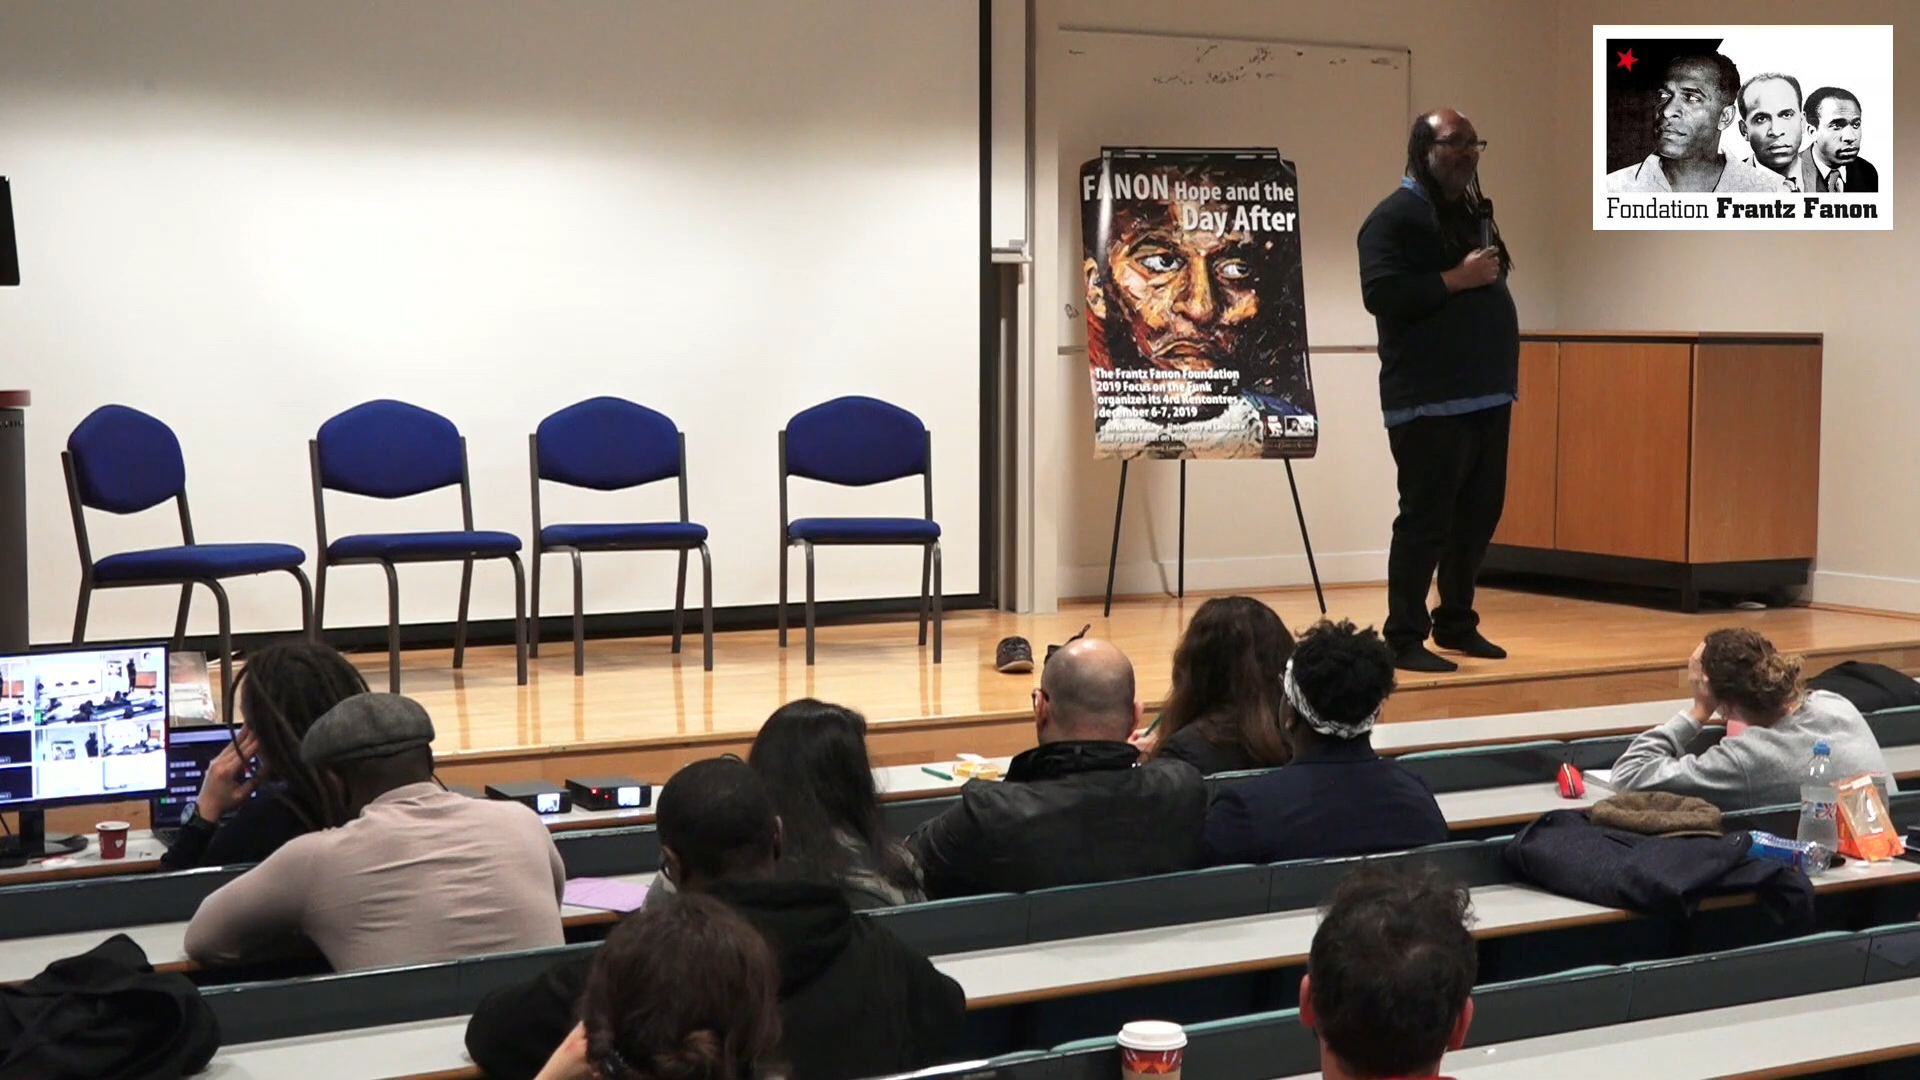 Fondation Frantz Fanon
FANON Hope and the
Day After
The Frantz Fanon Foundation
2019 Focus on the Funk
organizes its 4rd Rencontres
december 6-7, 2019